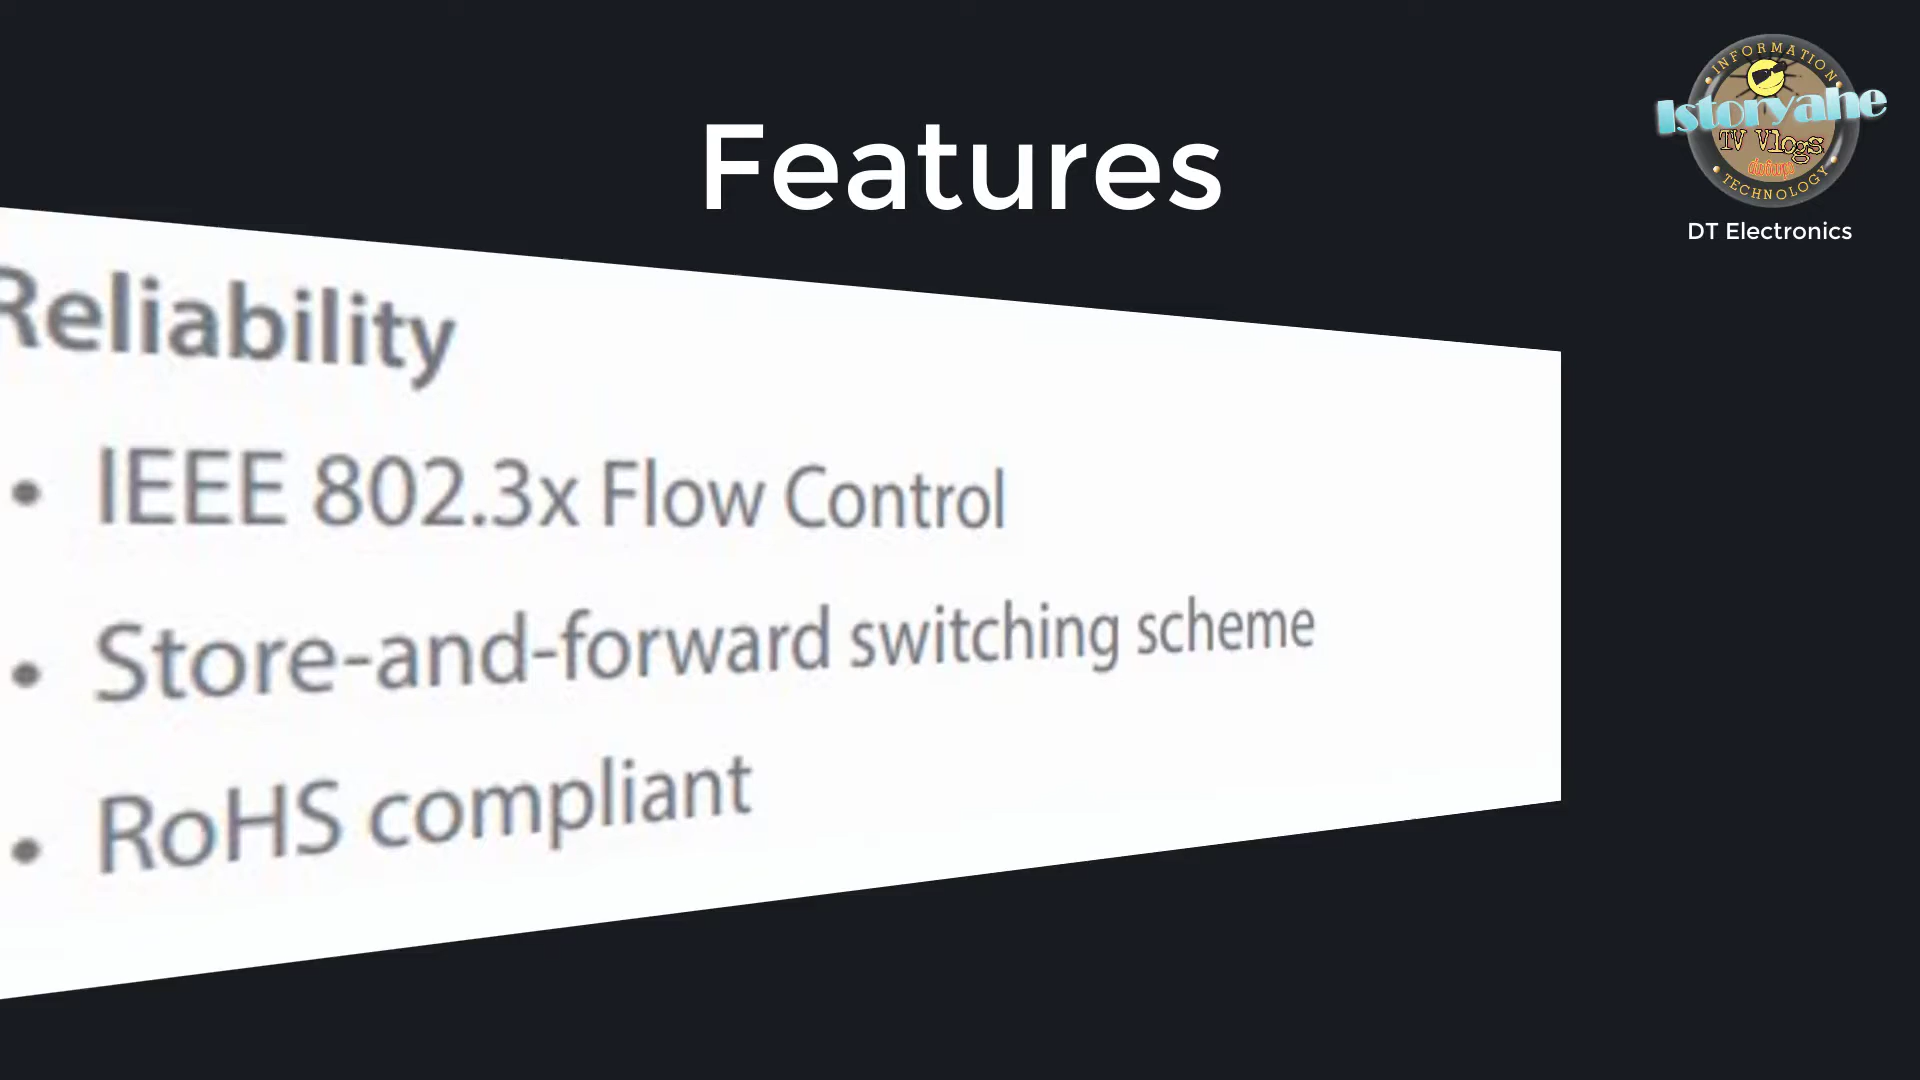 Features
INFORMATION
Istoryahe
TV Vlogs
TECHNOLOGY
DT Electronics
Reliability
• IEEE 802.3x Flow Control
• Store-and-forward switching scheme
• RoHS compliant